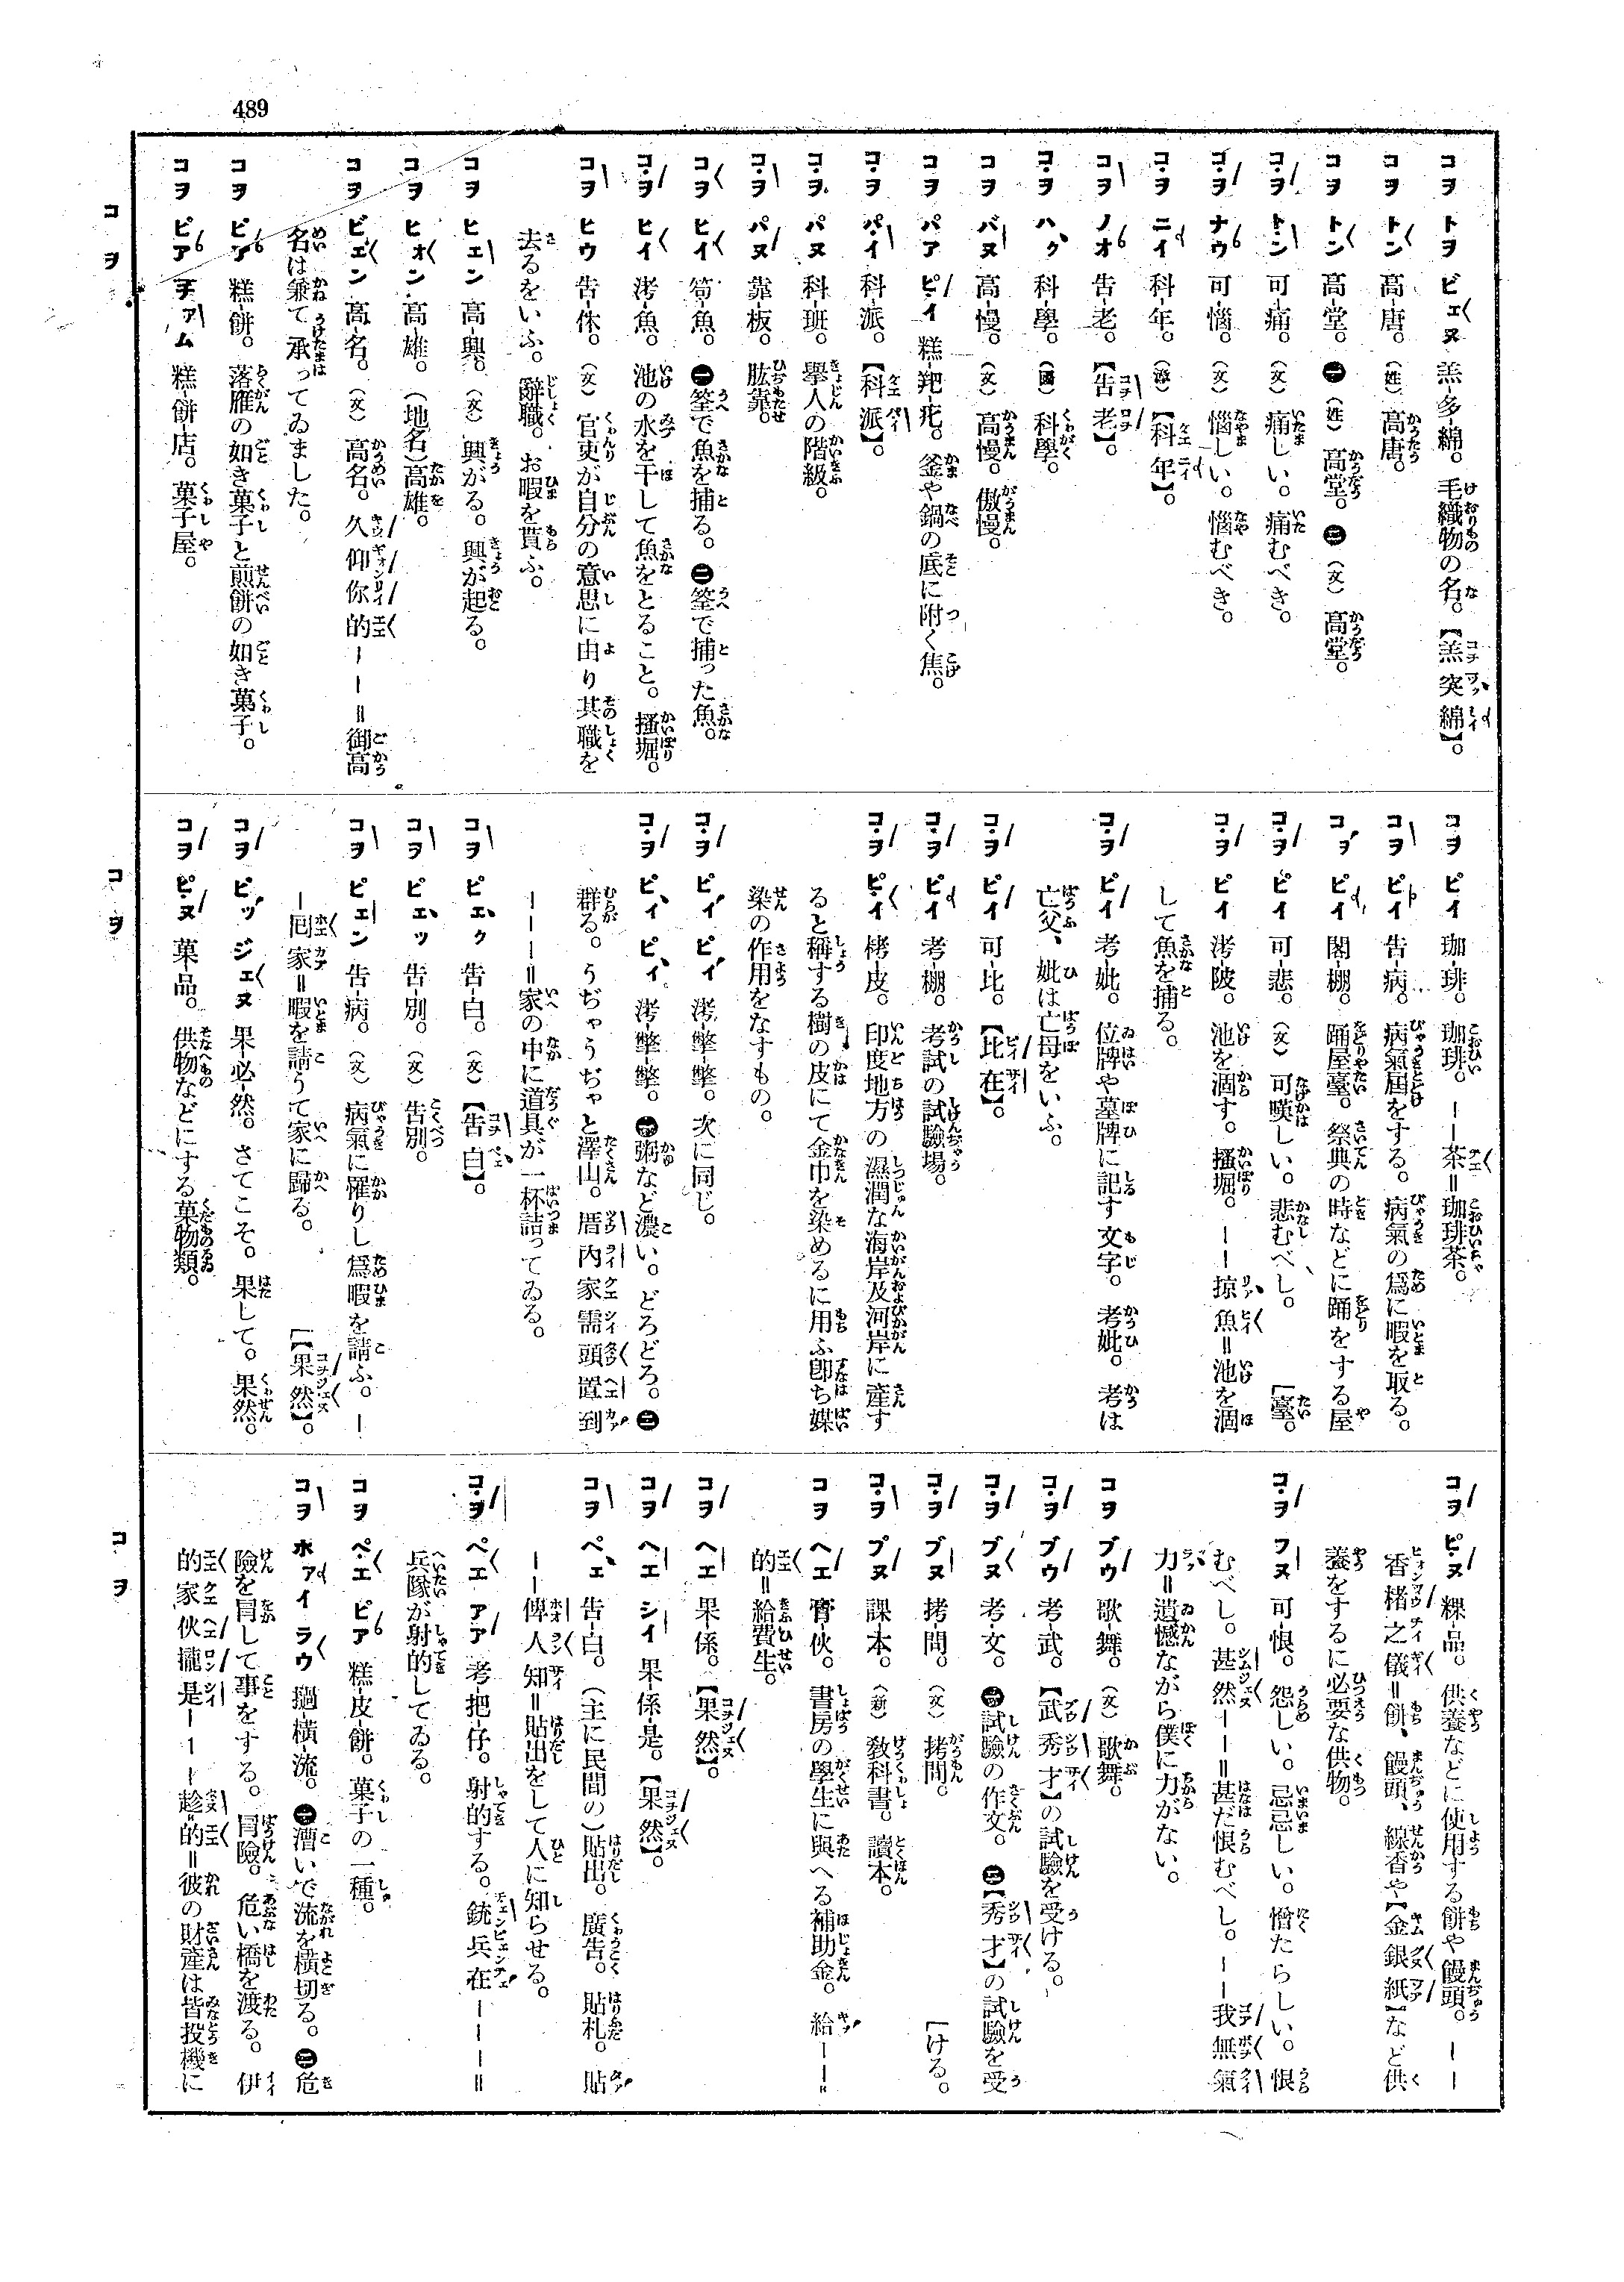 489
コヲ トヲ ビェヌ 羔-多-綿。毛織物の名。【羔突綿】。
コヲ トン 高-唐。（姓）高唐。
コヲ トン 高-堂。㊀（姓）高堂。㊁（文）高堂。
コヲ トン 可-痛。（文）痛しい。痛むべき。
コヲ ナウ 可-惱。（文）惱しい。惱むべき。
コヲ ニイ 科-年。（漳）【科年】。
コヲ ノオ 告-老。【告老】。
コヲ ハク 科-學。（國）科學。
コヲ バヌ 高-慢。（文）高慢。傲慢。
コヲ パア ピイ 糕-羓-疕。釜や鍋の底に附く焦。
コヲ パイ 科-派。【科派】。
コヲ パヌ 科-班。擧人の階級。
コヲ パヌ 靠-板。肱靠。
コヲ ヒイ 笱-魚。㊀筌で魚を捕る。㊁筌で捕った魚。
コヲ ヒイ 洘-魚。池の水を干して魚をとること。搔堀。
コヲ ヒウ 告-休。（文）官吏が自分の意思に由り其職を
去るをいふ。辭職。お暇を貰ふ。
コヲ ヒェン 高-興。（文）興がる。興が起る。
コヲ ヒォン 高-雄。（地名）高雄。
コヲ ビェン 高-名。（文）高名。久仰你的ーー＝御高
名は兼て承ってゐました。
コヲ ピア 糕-餅。落雁の如き菓子と煎餅の如き菓子。
コヲ ピア チァム 糕-餅-店。菓子屋。
コヲ
コヲ ピイ 珈-琲。珈琲。ーー茶＝珈琲茶。
コヲ ピイ 告-病。病氣屆をする。病氣の爲に暇を取る。
コヲ ピイ 閣-棚。踊屋臺。祭典の時などに踊をする屋
［臺。
コヲ ピイ 可-悲。（文）可嘆しい。悲むべし。
コヲ ピイ 洘-陂。池を涸す。搔堀。ーー掠魚＝池を涸
して魚を捕る。
コヲ ピイ 考-妣。位牌や墓牌に記す文字。考妣。考は
亡父、妣は亡母をいふ。
コヲ ピイ 可-比。【比在】。
コヲ ピイ 考-棚。考試の試驗場。
コヲ ピイ 栲-皮。印度地方の濕潤な海岸及河岸に產す
ると稱する樹の皮にて金巾を染めるに用ふ卽ち媒
染の作用をなすもの。
コヲ ピィ ピィ 洘-𢶍-𢶍。次に同じ。
コヲ ピィ ピィ 洘-𢶍-𢶍。㊀粥など濃い。どろどろ。㊁
群る。うぢゃうぢゃと澤山。厝內家需頭置到
ーーー＝家の中に道具が一杯詰ってゐる。
コヲ ピェク 告-白。（文）【告白】。
コヲ ピェッ 告-別。（文）告別。
コヲ ピェン 告-病。（文）病氣に罹りし爲暇を請ふ。ー
ー回家＝暇を請うて家に歸る。
［【果然】。
コヲ ピッ ジェヌ 果-必-然。さてこそ。果して。果然。
コヲ ピヌ 菓-品。供物などにする菓物類。
コヲ
コヲ ピヌ 粿-品。供養などに使用する餅や饅頭。ーー
香楮之儀＝餅、饅頭、線香や【金銀紙】など供
養をするに必要な供物。
コヲ フヌ 可-恨。怨しい。忌忌しい。憎たらしい。恨
むべし。甚然ーー＝甚だ恨むべし。ーー我無氣
力＝遺憾ながら僕に力がない。
コヲ ブウ 歌-舞。（文）歌舞。
コヲ ブウ 考-武。【武秀才】の試驗を受ける。
コヲ ブヌ 考-文。㊀試驗の作文。㊁【秀才】の試驗を受
［ける。
コヲ ブヌ 拷-問。（文）拷問。
コヲ プヌ 課-本。（新）敎科書。讀本。
コヲ ヘェ 膏-伙。書房の學生に與へる補助金。給ーー
的＝給費生。
コヲ ヘエ 果-係。【果然】。
コヲ ヘエ シイ 果-係-是。【果然】。
コヲ ペェ 告-白。（主に民間の）貼出。廣告。貼札。貼
ーー俾人知＝貼出をして人に知らせる。
コヲ ペエ アア 考-把-仔。射的する。銃兵在ーーー＝
兵隊が射的してゐる。
コヲ ペエ ピア 糕-皮-餅。菓子の一種。
コヲ ホァイ ラウ 撾-橫-流。㊀漕いで流を橫切る。㊁危
險を冒して事をする。冒險。危い橋を渡る。伊
的家伙攏是ーーー趁的＝彼の財產は皆投機に
コヲ